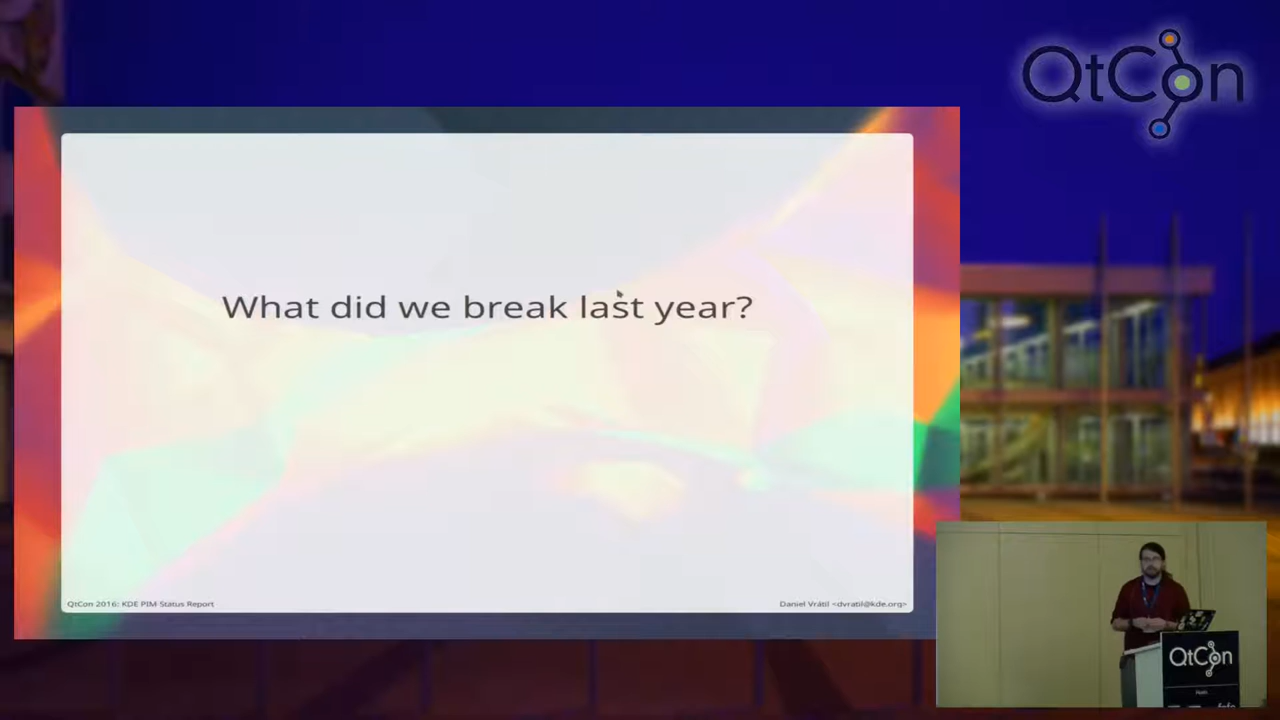 QtCon
What did we break last year?
QtCon 2016: KDE PIM Status Report
Daniel Vrátil <dvratil@kde.org>
QtCon